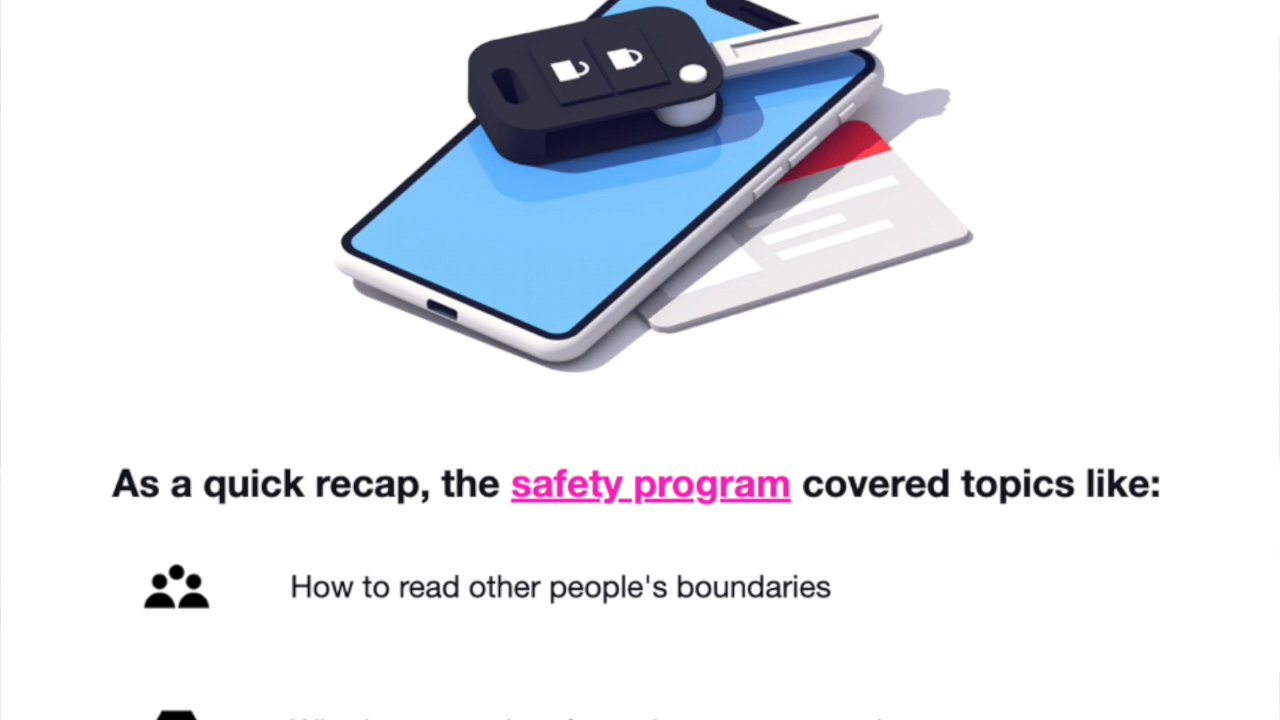 As a quick recap, the safety program covered topics like:
How to read other people's boundaries